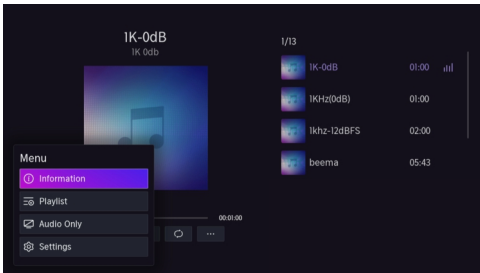 1K-0dB
1K 0db
1/13
1K-0dB 01:00
1KHz(0dB) 01:00
1khz-12dBFS 02:00
beema 05:43
Menu
Information
Playlist
Audio Only
Settings
00:01:00
...